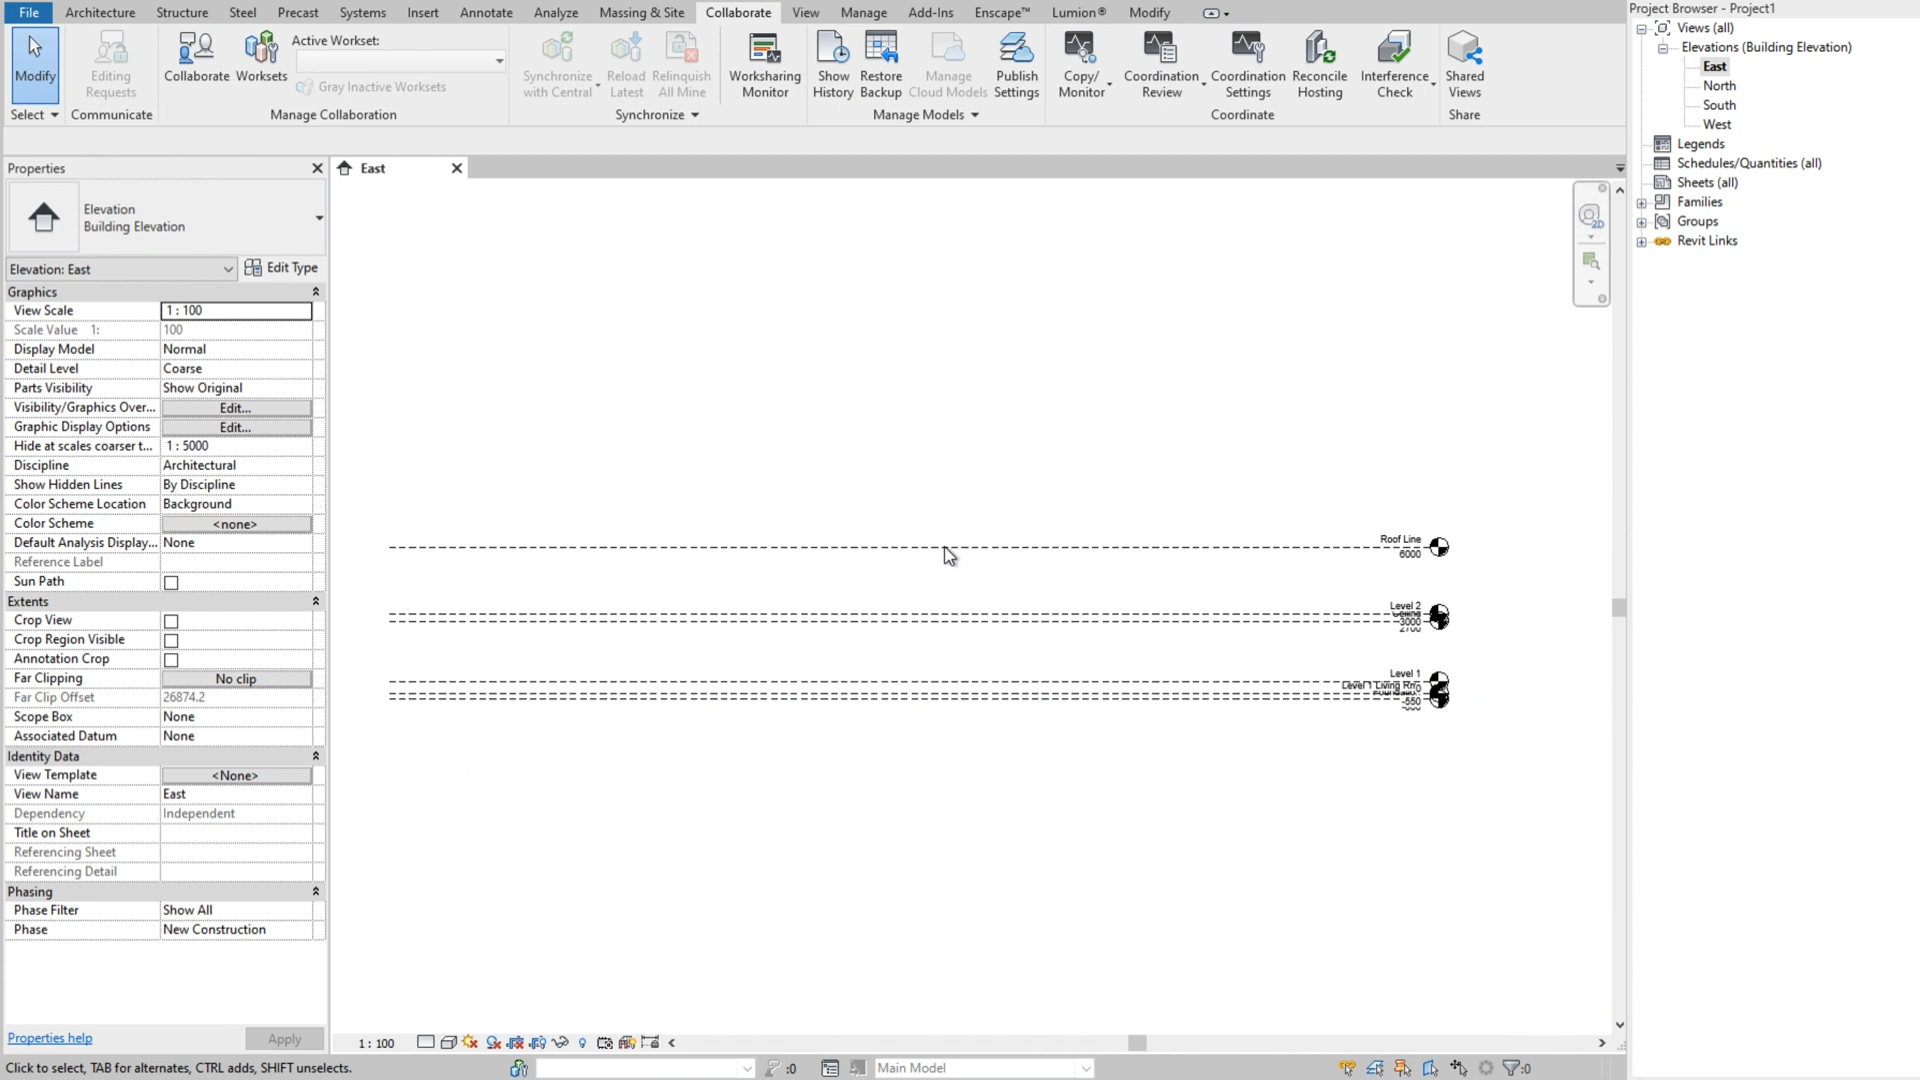 File Architecture Structure Steel Precast Systems Insert Annotate Analyze Massing & Site Collaborate View Manage Add-Ins Enscape™ Lumion® Modify
Project Browser - Project1
Modify
Select
Editing Requests
Communicate
Collaborate
Worksets
Active Workset:
Gray Inactive Worksets
Manage Collaboration
Synchronize with Central
Reload Latest
Relinquish All Mine
Synchronize
Worksharing Monitor
Show History
Restore Backup
Manage Cloud Models
Publish Settings
Manage Models
Copy/ Monitor
Coordination Review
Coordination Settings
Reconcile Hosting
Interference Check
Coordinate
Shared Views
Share
Views (all)
Elevations (Building Elevation)
East
North
South
West
Legends
Schedules/Quantities (all)
Sheets (all)
Families
Groups
Revit Links
Properties
East
Elevation
Building Elevation
Elevation: East
Edit Type
Graphics
View Scale 1 : 100
Scale Value 1: 100
Display Model Normal
Detail Level Coarse
Parts Visibility Show Original
Visibility/Graphics Over... Edit...
Graphic Display Options Edit...
Hide at scales coarser t... 1 : 5000
Discipline Architectural
Show Hidden Lines By Discipline
Color Scheme Location Background
Color Scheme <none>
Default Analysis Display... None
Reference Label
Sun Path
Extents
Crop View
Crop Region Visible
Annotation Crop
Far Clipping No clip
Far Clip Offset 26874.2
Scope Box None
Associated Datum None
Identity Data
View Template <None>
View Name East
Dependency Independent
Title on Sheet
Referencing Sheet
Referencing Detail
Phasing
Phase Filter Show All
Phase New Construction
Properties help
Apply
2D
Roof Line
6000
Level 2
3000
2700
Level 1
Level 1 Living Rm
0
-550
1 : 100
Click to select, TAB for alternates, CTRL adds, SHIFT unselects.
:0
Main Model
:0